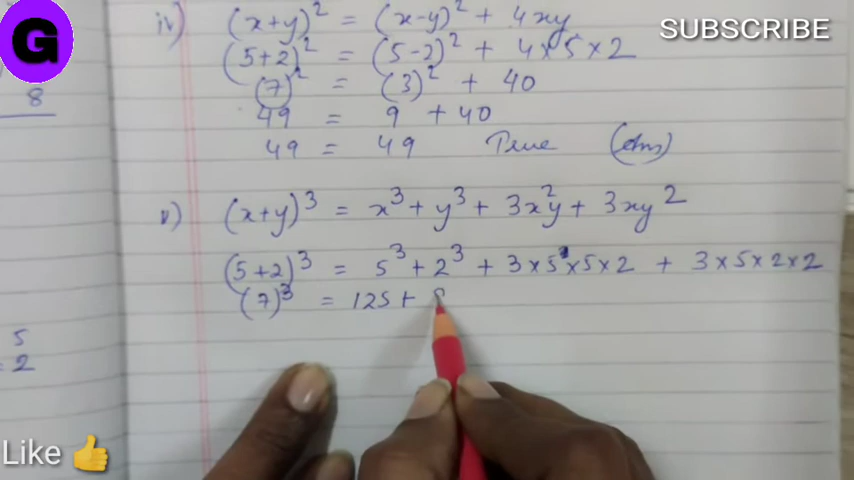 G
SUBSCRIBE
8
iv) (x+y)² = (x-y)² + 4xy
(5+2)² = (5-2)² + 4×5×2
(7)² = (3)² + 40
49 = 9 + 40
49 = 49 True (Ans)
v) (x+y)³ = x³ + y³ + 3x²y + 3xy²
(5+2)³ = 5³ + 2³ + 3×5×5×2 + 3×5×2×2
(7)³ = 125 +
5
= 2
Like 👍